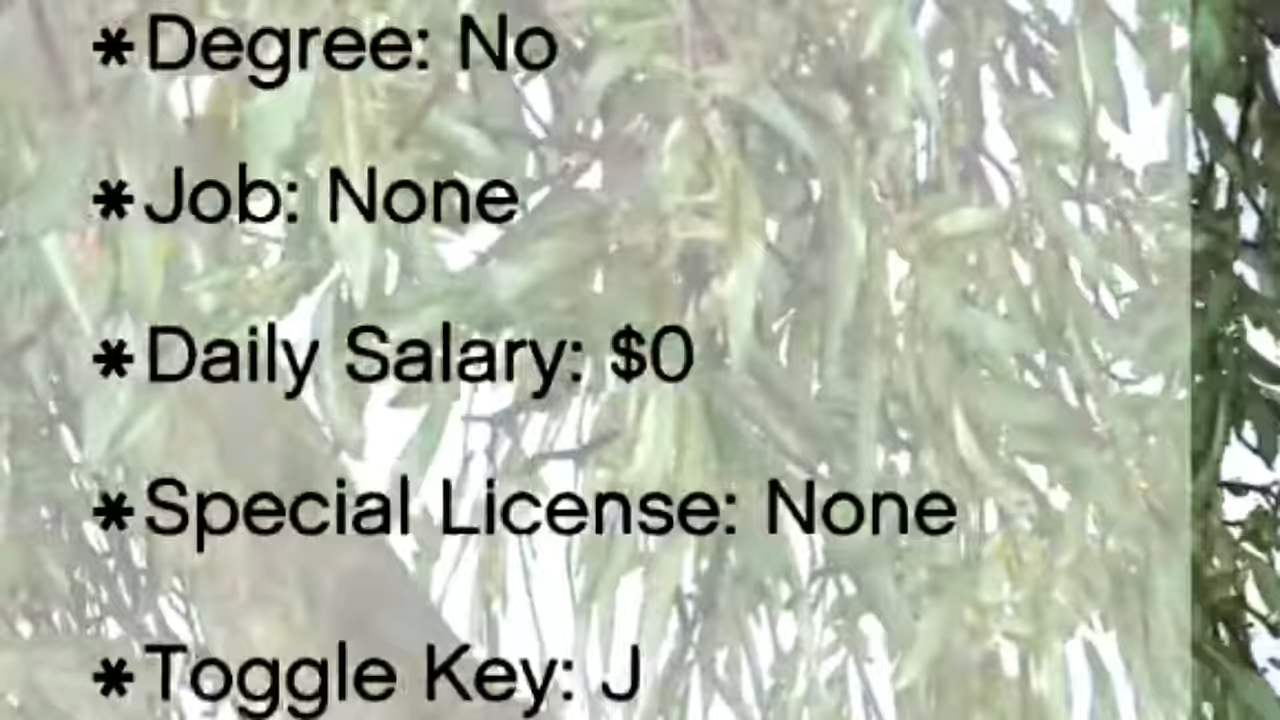 *Degree: No
*Job: None
*Daily Salary: $0
*Special License: None
*Toggle Key: J